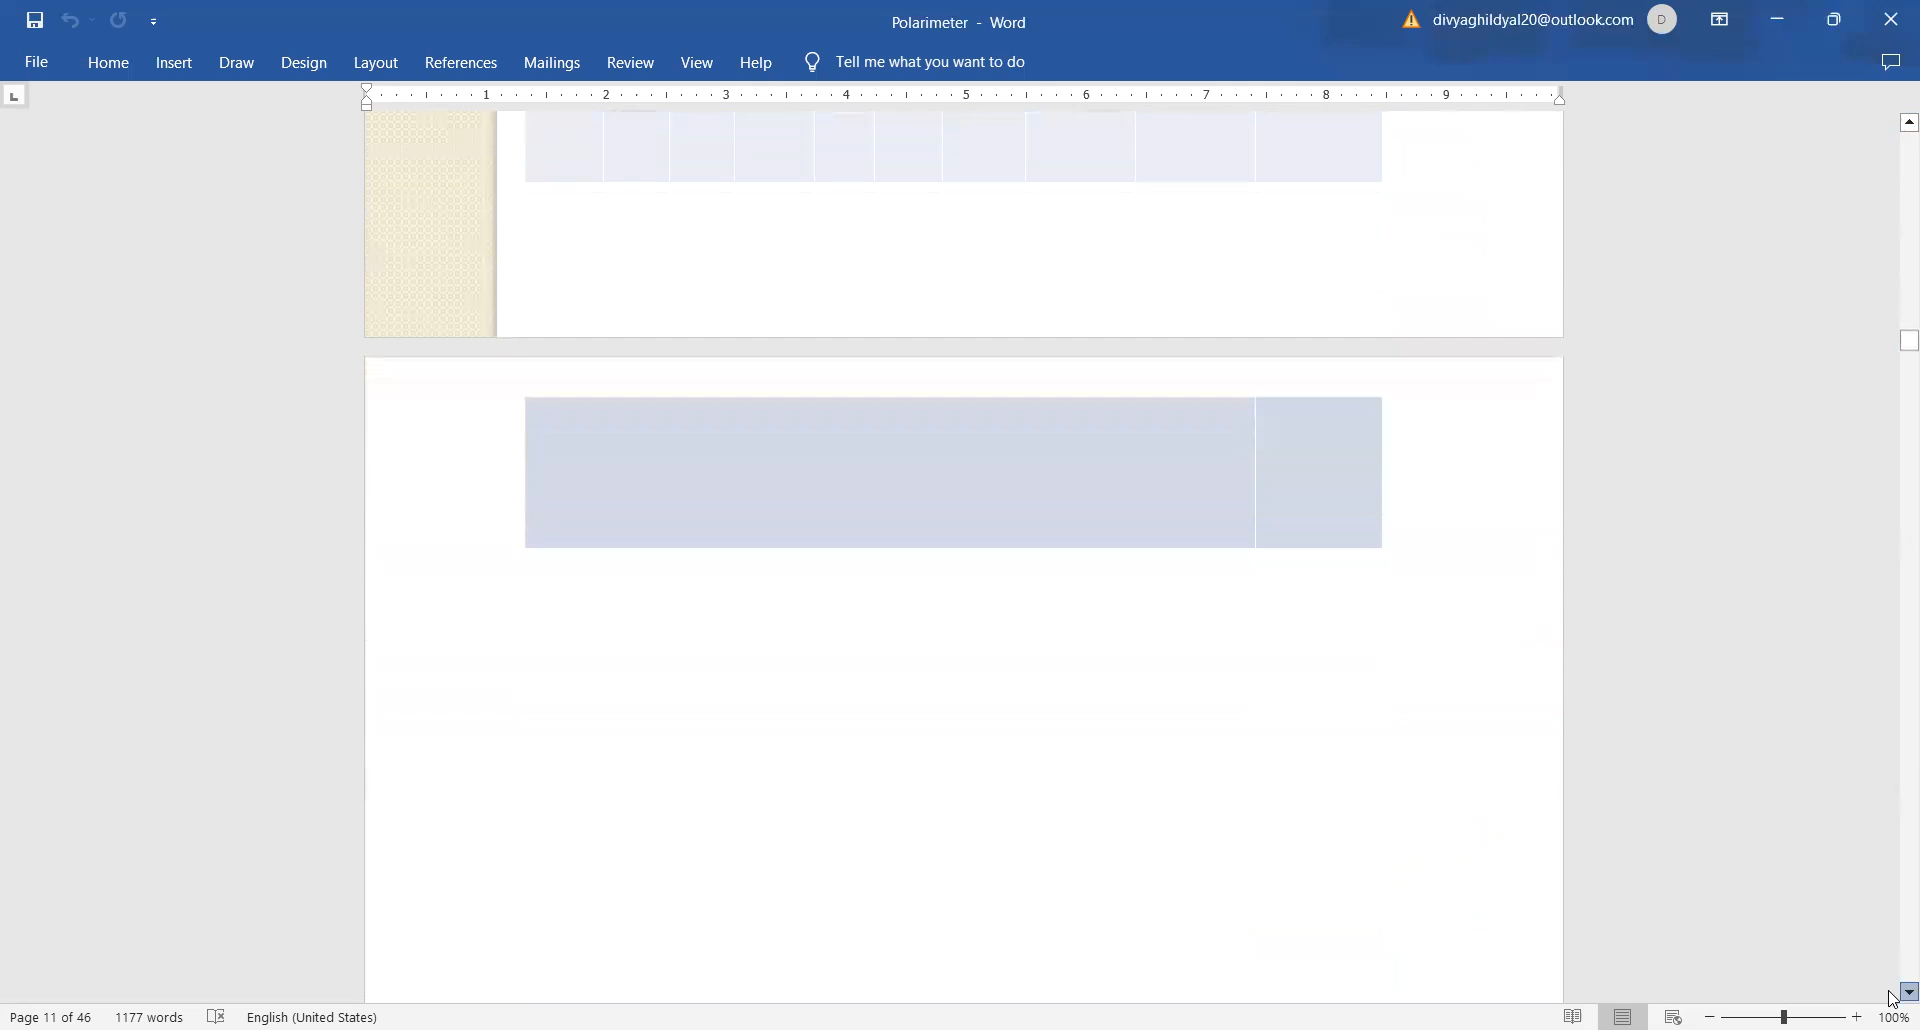 Polarimeter - Word
divyaghildyal20@outlook.com
D
File Home Insert Draw Design Layout References Mailings Review View Help Tell me what you want to do
L
1 2 3 4 5 6 7 8 9
Page 11 of 46 1177 words English (United States) 100%